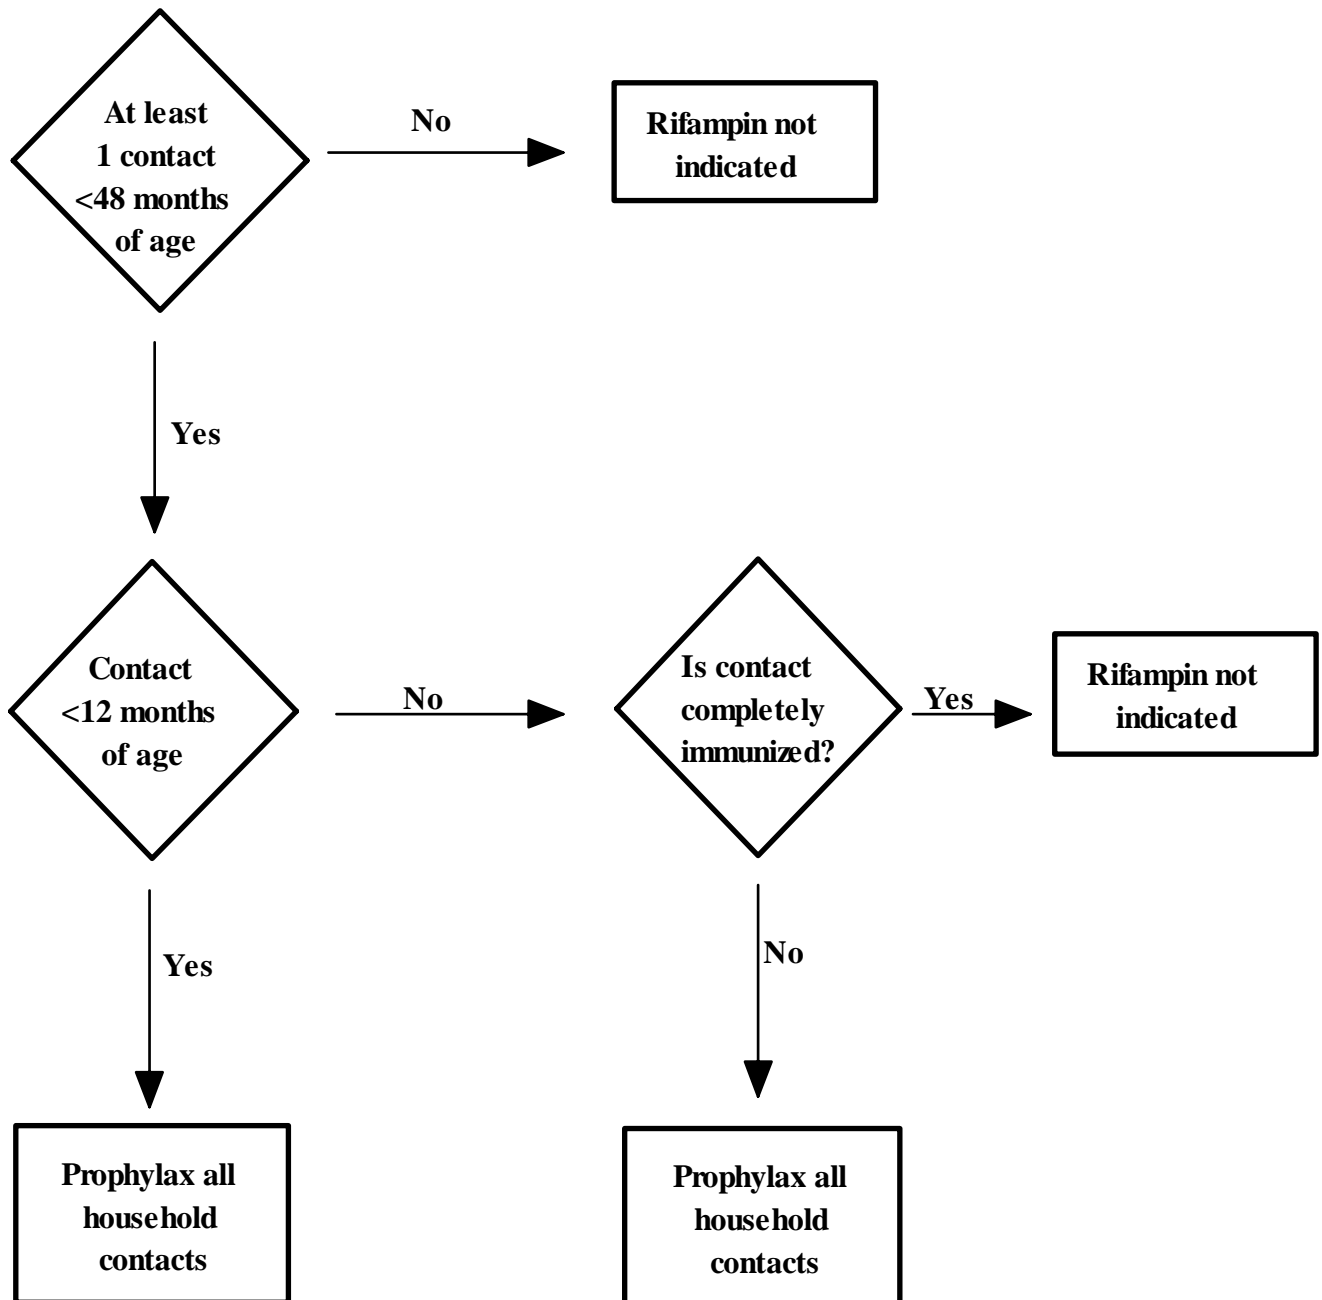 At least
1 contact
<48 months
of age
No
Rifampin not
indicated
Yes
Contact
<12 months
of age
No
Is contact
completely
immunized?
Yes
Rifampin not
indicated
Yes
No
Prophylax all
household
contacts
Prophylax all
household
contacts